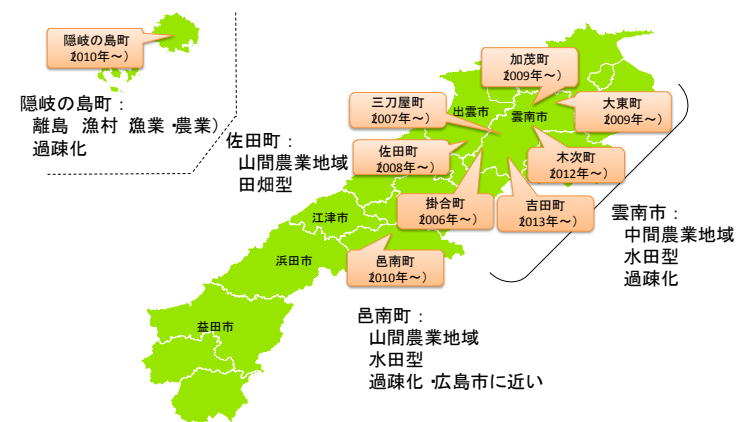 隠岐の島町
2010年~)
隠岐の島町：
離島 漁村 漁業・農業)
過疎化
加茂町
2009年~)
三刀屋町
2007年~)
出雲市
雲南市
大東町
2009年~)
佐田町：
山間農業地域
田畑型
佐田町
2008年~)
木次町
2012年~)
掛合町
2006年~)
吉田町
2013年~)
江津市
浜田市
邑南町
2010年~)
雲南市：
中間農業地域
水田型
過疎化
益田市
邑南町：
山間農業地域
水田型
過疎化・広島市に近い